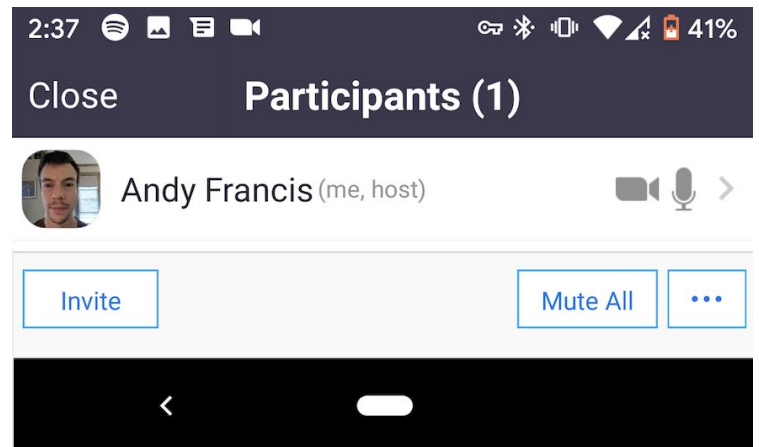 2:37 41%
Close Participants (1)
Andy Francis (me, host)
Invite Mute All ...